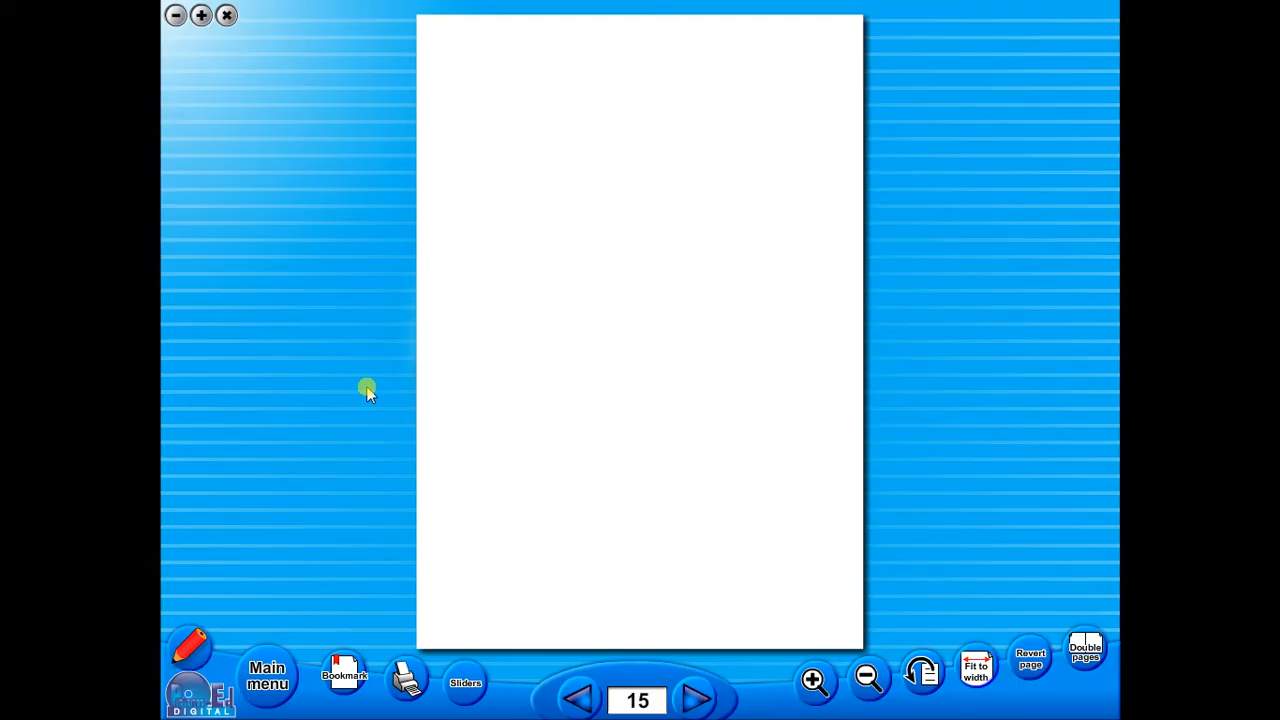 Main
menu
Bookmark
Sliders
15
Fit to
width
Revert
page
Double
pages
DIGITAL